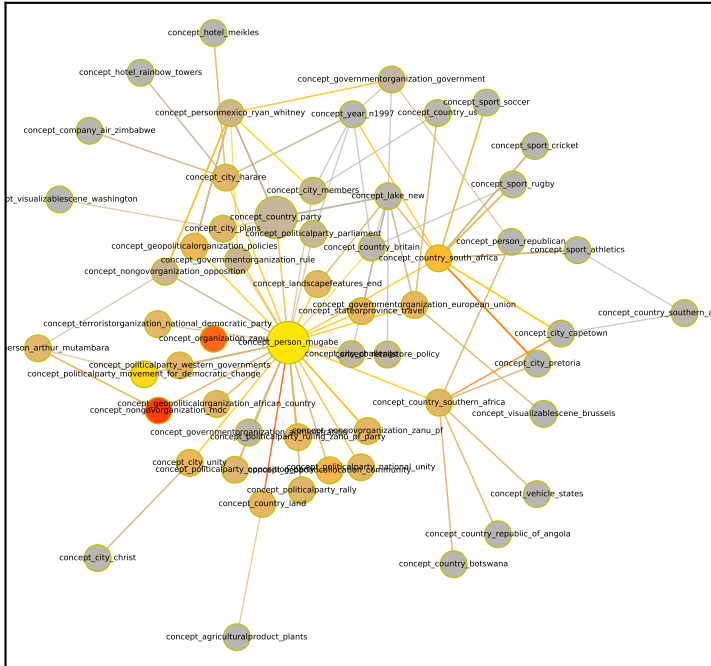 concept_hotel_meikles
concept_hotel_rainbow_towers
concept_governmentorganization_government
concept_sport_soccer
concept_personmexico_ryan_whitney
concept_year_n1997
concept_country_us
concept_company_air_zimbabwe
concept_sport_cricket
concept_city_harare
concept_city_members
concept_lake_new
concept_sport_rugby
pt_visualizablescene_washington
concept_country_party
concept_city_plans
concept_politicalparty_parliament
concept_person_republican
concept_geopoliticalorganization_policies
concept_country_britain
concept_sport_athletics
concept_governmentorganization_rule
concept_country_south_africa
concept_nongovorganization_opposition
concept_landscapefeatures_end
concept_governmentorganization_european_union
concept_stateorprovince_travel
concept_country_southern_a
concept_terroristorganization_national_democratic_party
concept_city_capetown
concept_organization_zanu
concept_person_mugabe
person_arthur_mutambara
concept_city_pretoria
concept_politicalparty_western_governments
concept_politicalparty_movement_for_democratic_change
concept_geopoliticalorganization_african_country
concept_country_southern_africa
concept_nongovorganization_mdc
concept_visualizablescene_brussels
concept_nongovorganization_zanu_pf
concept_politicalparty_ruling_zanu_pf_party
concept_city_unity
concept_politicalparty_national_unity
concept_politicalparty_rally
concept_vehicle_states
concept_country_land
concept_country_republic_of_angola
concept_city_christ
concept_country_botswana
concept_agriculturalproduct_plants